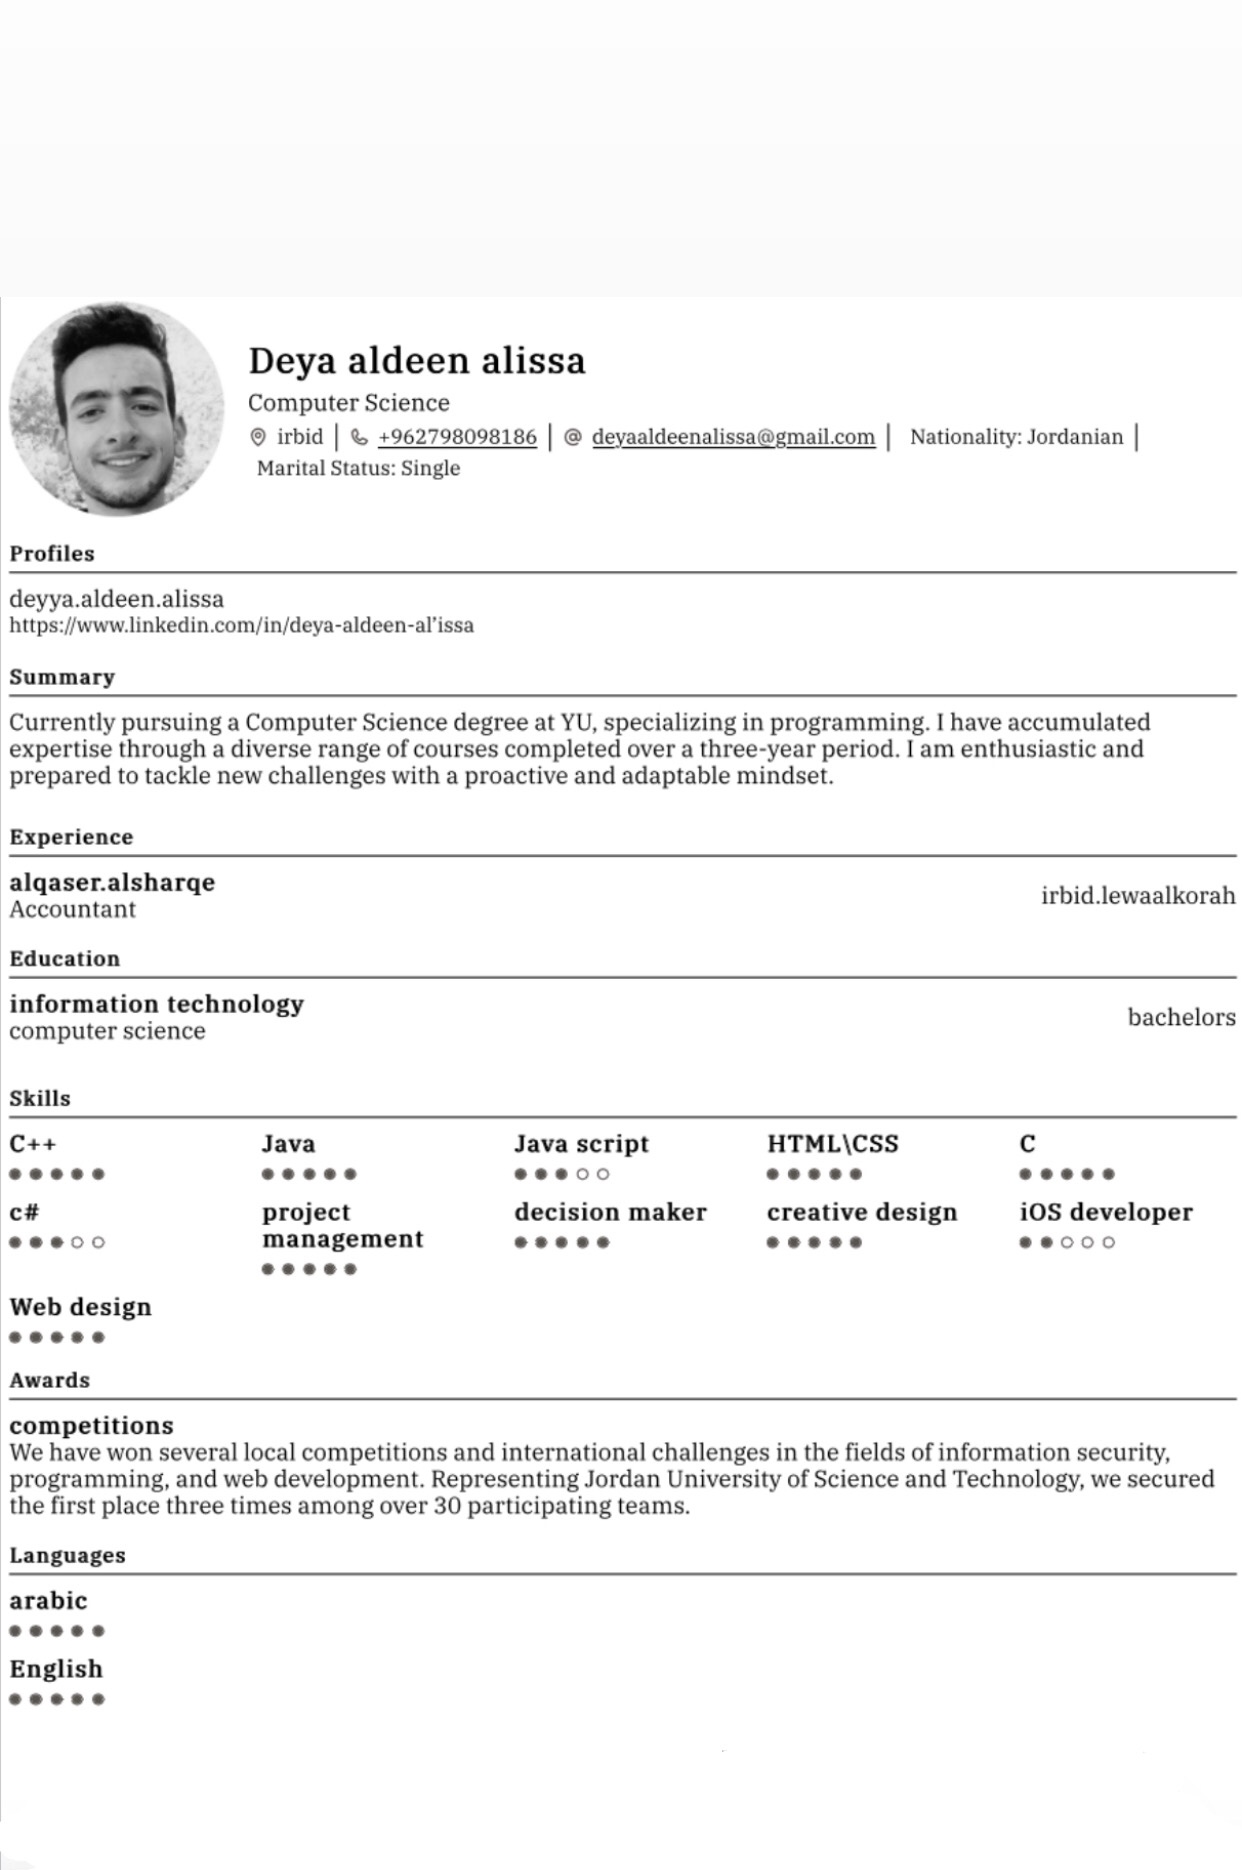 Deya aldeen alissa
Computer Science
irbid | +962798098186 | @ deyaaldeenalissa@gmail.com | Nationality: Jordanian |
Marital Status: Single
Profiles
deyya.aldeen.alissa
https://www.linkedin.com/in/deya-aldeen-al’issa
Summary
Currently pursuing a Computer Science degree at YU, specializing in programming. I have accumulated
expertise through a diverse range of courses completed over a three-year period. I am enthusiastic and
prepared to tackle new challenges with a proactive and adaptable mindset.
Experience
alqaser.alsharqe
Accountant
irbid.lewaalkorah
Education
information technology
computer science
bachelors
Skills
C++ Java Java script HTML\CSS C
c# project management decision maker creative design iOS developer
Web design
Awards
competitions
We have won several local competitions and international challenges in the fields of information security,
programming, and web development. Representing Jordan University of Science and Technology, we secured
the first place three times among over 30 participating teams.
Languages
arabic
English